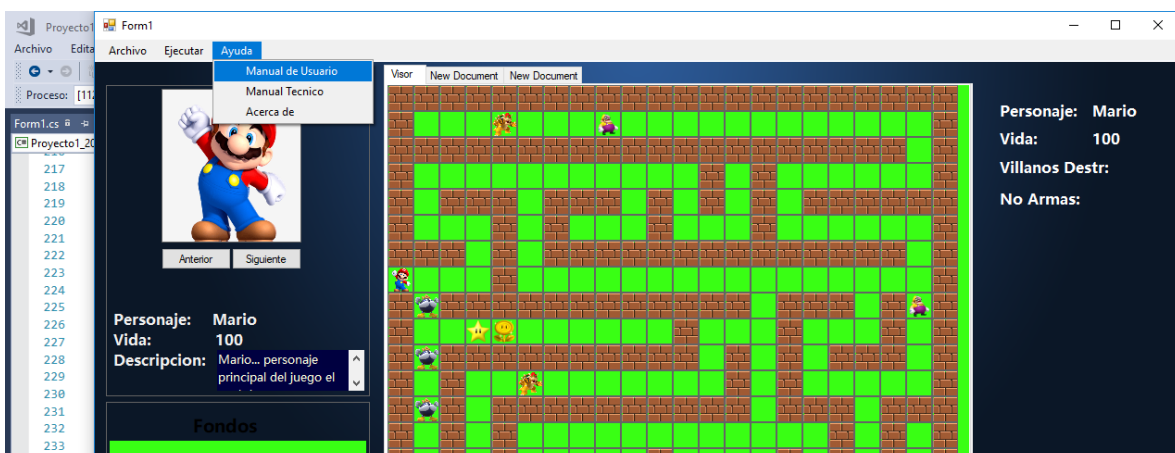 Proyecto1
Form1
Archivo Edita
Archivo Ejecutar Ayuda
Manual de Usuario
Manual Tecnico
Acerca de
Proceso: [112
Form1.cs
Proyecto1_20
Visor New Document New Document
217
218
219
220
221
222
223
224
225
226
227
228
229
230
231
232
233
Anterior Siguiente
Personaje: Mario
Vida: 100
Descripcion: Mario... personaje
principal del juego el
Fondos
Personaje: Mario
Vida: 100
Villanos Destr:
No Armas: